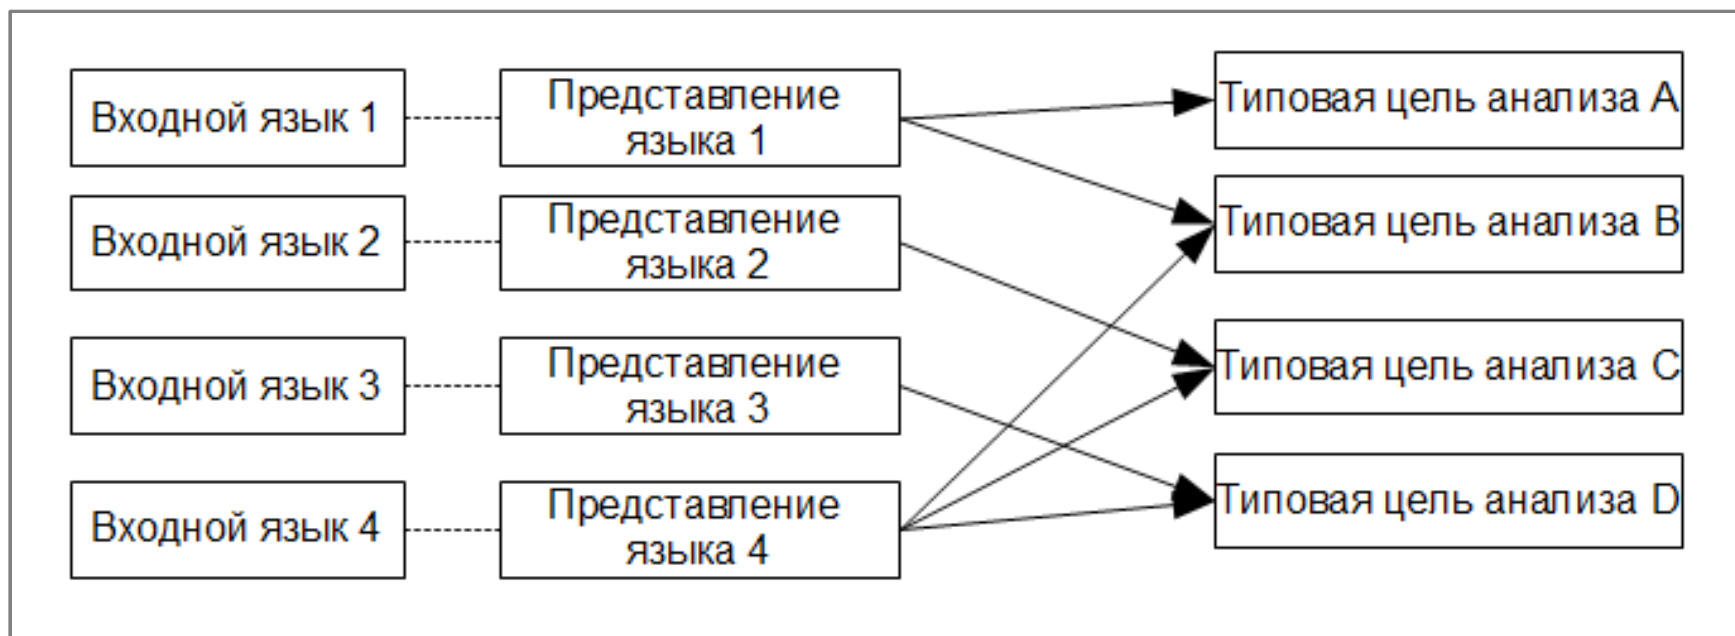 Входной язык 1
Представление
языка 1
Типовая цель анализа A
Входной язык 2
Представление
языка 2
Типовая цель анализа B
Входной язык 3
Представление
языка 3
Типовая цель анализа C
Входной язык 4
Представление
языка 4
Типовая цель анализа D